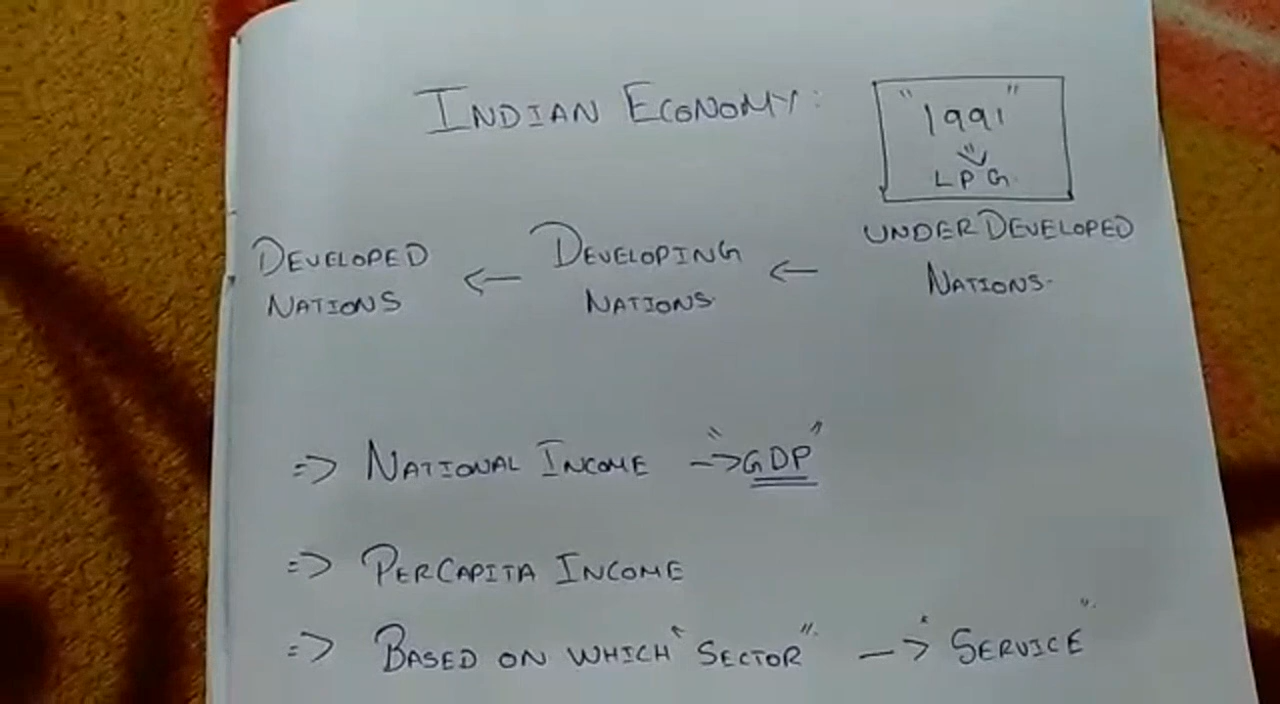 INDIAN ECONOMY:
"1991"
LPG.
DEVELOPED NATIONS ← DEVELOPING NATIONS. ← UNDERDEVELOPED NATIONS.
=> NATIONAL INCOME -> "GDP"
=> PERCAPITA INCOME
=> BASED ON WHICH "SECTOR". -> "SERVICE".